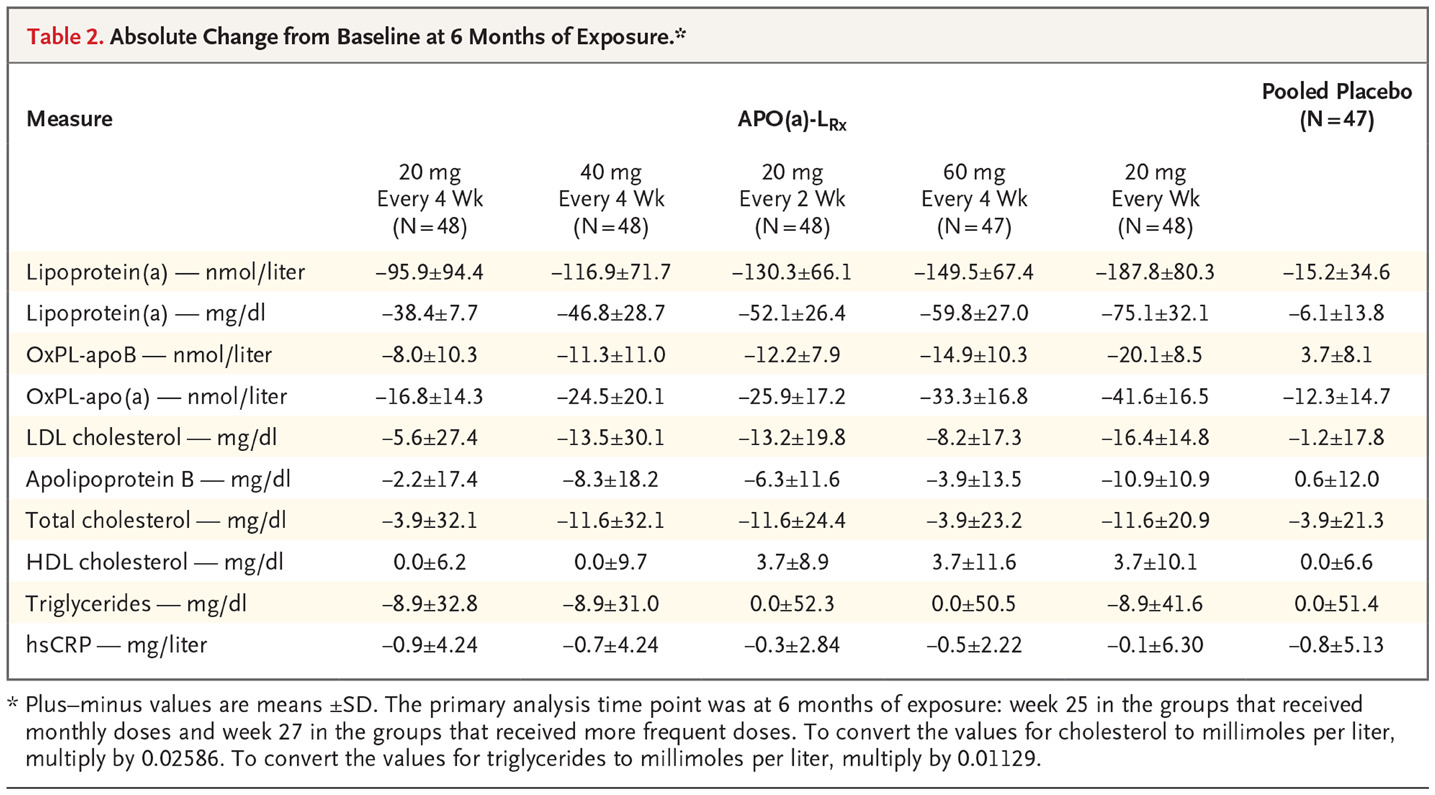 Table 2. Absolute Change from Baseline at 6 Months of Exposure.*
Measure APO(a)-LRx Pooled Placebo (N=47)
20 mg Every 4 Wk (N=48) 40 mg Every 4 Wk (N=48) 20 mg Every 2 Wk (N=48) 60 mg Every 4 Wk (N=47) 20 mg Every Wk (N=48)
Lipoprotein(a) — nmol/liter –95.9±94.4 –116.9±71.7 –130.3±66.1 –149.5±67.4 –187.8±80.3 –15.2±34.6
Lipoprotein(a) — mg/dl –38.4±7.7 –46.8±28.7 –52.1±26.4 –59.8±27.0 –75.1±32.1 –6.1±13.8
OxPL-apoB — nmol/liter –8.0±10.3 –11.3±11.0 –12.2±7.9 –14.9±10.3 –20.1±8.5 3.7±8.1
OxPL-apo(a) — nmol/liter –16.8±14.3 –24.5±20.1 –25.9±17.2 –33.3±16.8 –41.6±16.5 –12.3±14.7
LDL cholesterol — mg/dl –5.6±27.4 –13.5±30.1 –13.2±19.8 –8.2±17.3 –16.4±14.8 –1.2±17.8
Apolipoprotein B — mg/dl –2.2±17.4 –8.3±18.2 –6.3±11.6 –3.9±13.5 –10.9±10.9 0.6±12.0
Total cholesterol — mg/dl –3.9±32.1 –11.6±32.1 –11.6±24.4 –3.9±23.2 –11.6±20.9 –3.9±21.3
HDL cholesterol — mg/dl 0.0±6.2 0.0±9.7 3.7±8.9 3.7±11.6 3.7±10.1 0.0±6.6
Triglycerides — mg/dl –8.9±32.8 –8.9±31.0 0.0±52.3 0.0±50.5 –8.9±41.6 0.0±51.4
hsCRP — mg/liter –0.9±4.24 –0.7±4.24 –0.3±2.84 –0.5±2.22 –0.1±6.30 –0.8±5.13
* Plus–minus values are means ±SD. The primary analysis time point was at 6 months of exposure: week 25 in the groups that received
monthly doses and week 27 in the groups that received more frequent doses. To convert the values for cholesterol to millimoles per liter,
multiply by 0.02586. To convert the values for triglycerides to millimoles per liter, multiply by 0.01129.